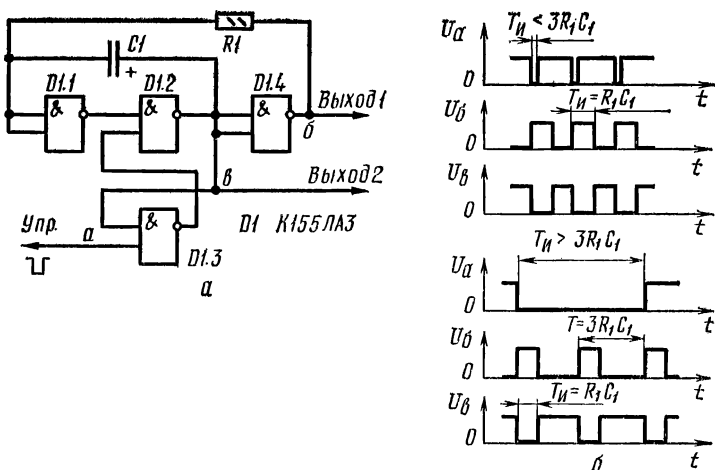 C1
+
R1
D1.1
D1.2
D1.4
&
&
&
Выход1
б
в
Выход2
Упр.
а
&
D1.3
D1 К155ЛА3
а
Uа
Tи < 3R1C1
0
t
Uб
Tи = R1C1
0
t
Uв
0
t
Uа
Tи > 3R1C1
0
t
Uб
T = 3R1C1
0
t
Uв
Tи = R1C1
0
t
б